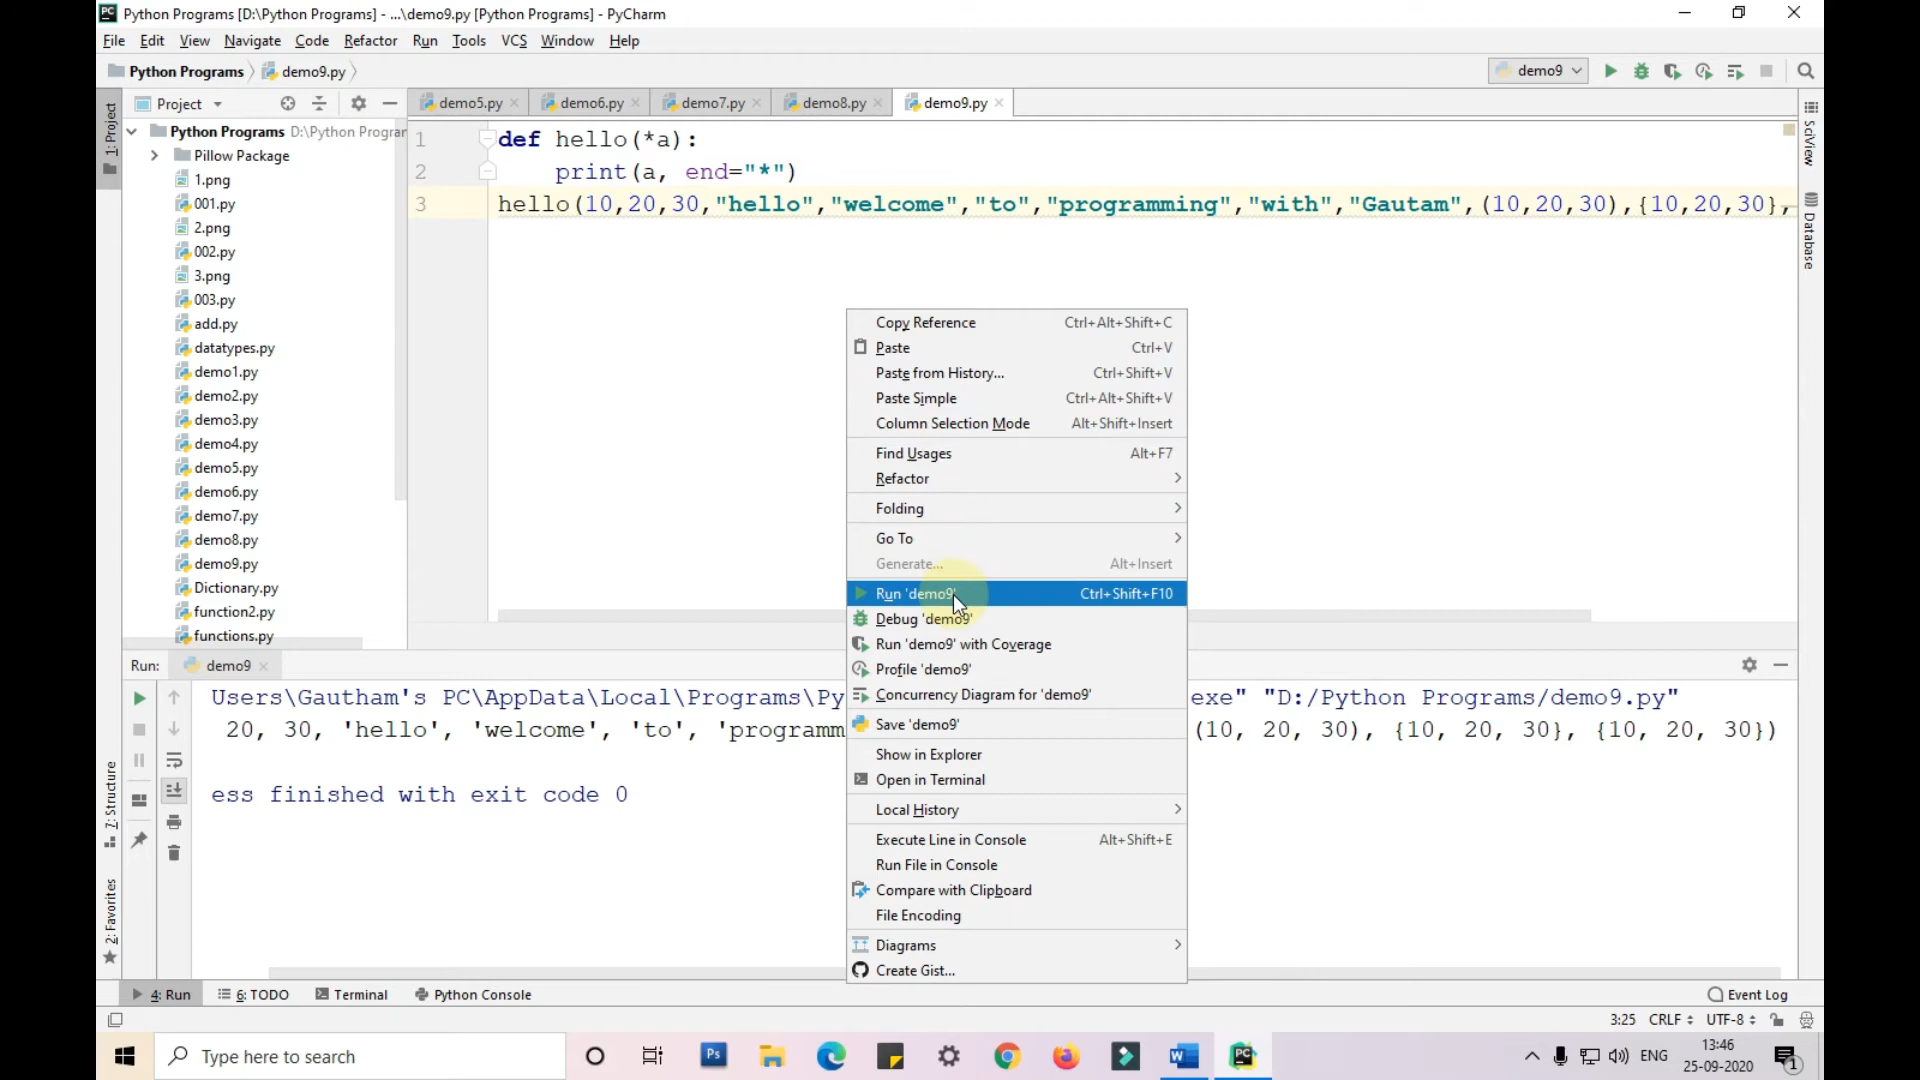 Python Programs [D:\Python Programs] - ...\demo9.py [Python Programs] - PyCharm
File Edit View Navigate Code Refactor Run Tools VCS Window Help
Python Programs demo9.py demo9
1: Project
Project
demo5.py demo6.py demo7.py demo8.py demo9.py
Python Programs D:\Python Prograr
Pillow Package
1.png
001.py
2.png
002.py
3.png
003.py
add.py
datatypes.py
demo1.py
demo2.py
demo3.py
demo4.py
demo5.py
demo6.py
demo7.py
demo8.py
demo9.py
Dictionary.py
function2.py
functions.py
1 def hello(*a):
2 print(a, end="*")
3 hello(10,20,30,"hello","welcome","to","programming","with","Gautam",(10,20,30),{10,20,30},
SciView
Database
Copy Reference Ctrl+Alt+Shift+C
Paste Ctrl+V
Paste from History... Ctrl+Shift+V
Paste Simple Ctrl+Alt+Shift+V
Column Selection Mode Alt+Shift+Insert
Find Usages Alt+F7
Refactor
Folding
Go To
Generate... Alt+Insert
Run 'demo9' Ctrl+Shift+F10
Debug 'demo9'
Run 'demo9' with Coverage
Profile 'demo9'
Concurrency Diagram for 'demo9'
Save 'demo9'
Show in Explorer
Open in Terminal
Local History
Execute Line in Console Alt+Shift+E
Run File in Console
Compare with Clipboard
File Encoding
Diagrams
Create Gist...
Run: demo9
Users\Gautham's PC\AppData\Local\Programs\Py exe" "D:/Python Programs/demo9.py"
20, 30, 'hello', 'welcome', 'to', 'programm (10, 20, 30), {10, 20, 30}, {10, 20, 30})
ess finished with exit code 0
7: Structure
2: Favorites
4: Run 6: TODO Terminal Python Console Event Log
3:25 CRLF UTF-8
Type here to search
Ps
W
PC
ENG
13:46
25-09-2020
1